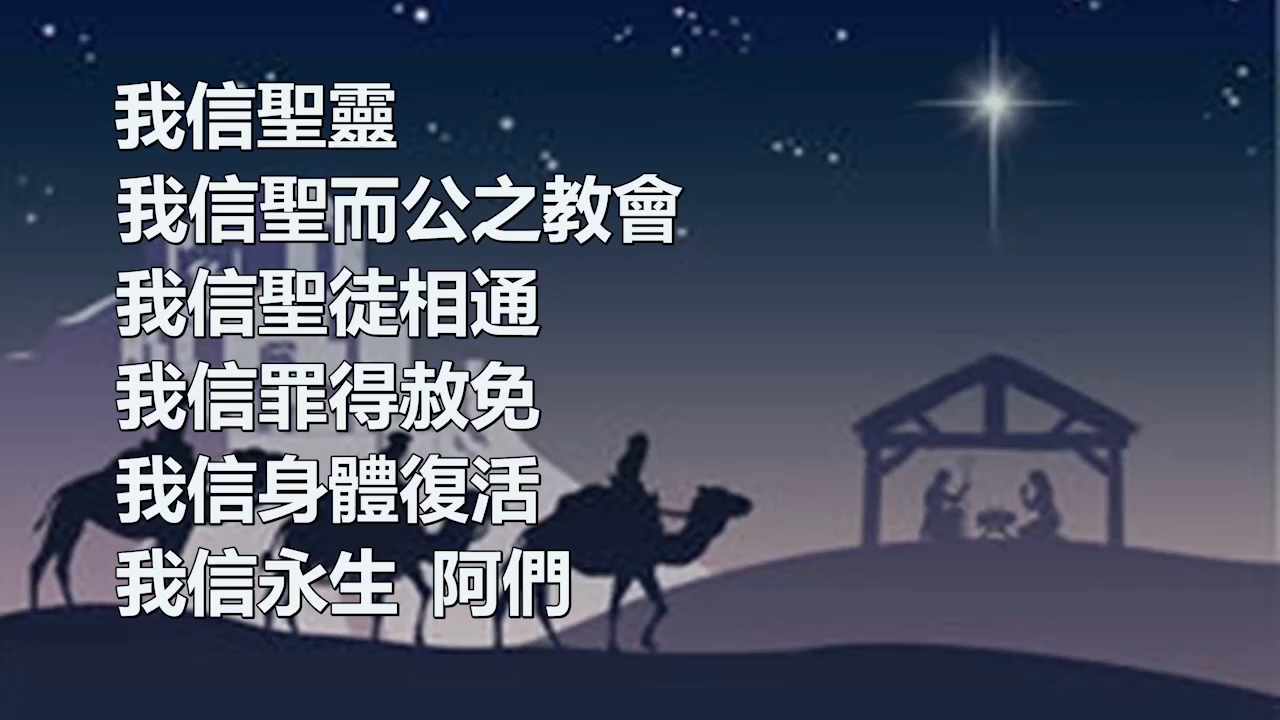 我信聖靈
我信聖而公之教會
我信聖徒相通
我信罪得赦免
我信身體復活
我信永生 阿們